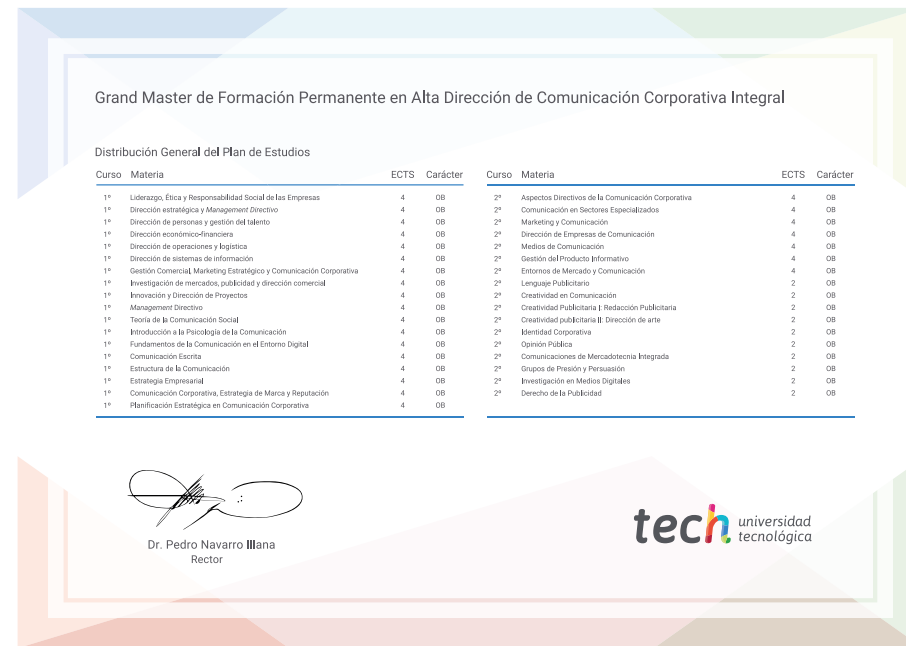 Grand Master de Formación Permanente en Alta Dirección de Comunicación Corporativa Integral
Distribución General del Plan de Estudios
Curso Materia ECTS Carácter
1º Liderazgo, Ética y Responsabilidad Social de las Empresas 4 OB
1º Dirección estratégica y Management Directivo 4 OB
1º Dirección de personas y gestión del talento 4 OB
1º Dirección económico-financiera 4 OB
1º Dirección de operaciones y logística 4 OB
1º Dirección de sistemas de información 4 OB
1º Gestión Comercial, Marketing Estratégico y Comunicación Corporativa 4 OB
1º Investigación de mercados, publicidad y dirección comercial 4 OB
1º Innovación y Dirección de Proyectos 4 OB
1º Management Directivo 4 OB
1º Teoría de la Comunicación Social 4 OB
1º Introducción a la Psicología de la Comunicación 4 OB
1º Fundamentos de la Comunicación en el Entorno Digital 4 OB
1º Comunicación Escrita 4 OB
1º Estructura de la Comunicación 4 OB
1º Estrategia Empresarial 4 OB
1º Comunicación Corporativa, Estrategia de Marca y Reputación 4 OB
1º Planificación Estratégica en Comunicación Corporativa 4 OB
Curso Materia ECTS Carácter
2º Aspectos Directivos de la Comunicación Corporativa 4 OB
2º Comunicación en Sectores Especializados 4 OB
2º Marketing y Comunicación 4 OB
2º Dirección de Empresas de Comunicación 4 OB
2º Medios de Comunicación 4 OB
2º Gestión del Producto Informativo 4 OB
2º Entornos de Mercado y Comunicación 4 OB
2º Lenguaje Publicitario 2 OB
2º Creatividad en Comunicación 2 OB
2º Creatividad Publicitaria I: Redacción Publicitaria 2 OB
2º Creatividad publicitaria II: Dirección de arte 2 OB
2º Identidad Corporativa 2 OB
2º Opinión Pública 2 OB
2º Comunicaciones de Mercadotecnia Integrada 2 OB
2º Grupos de Presión y Persuasión 2 OB
2º Investigación en Medios Digitales 2 OB
2º Derecho de la Publicidad 2 OB
Dr. Pedro Navarro Illana
Rector
tech universidad
tecnológica